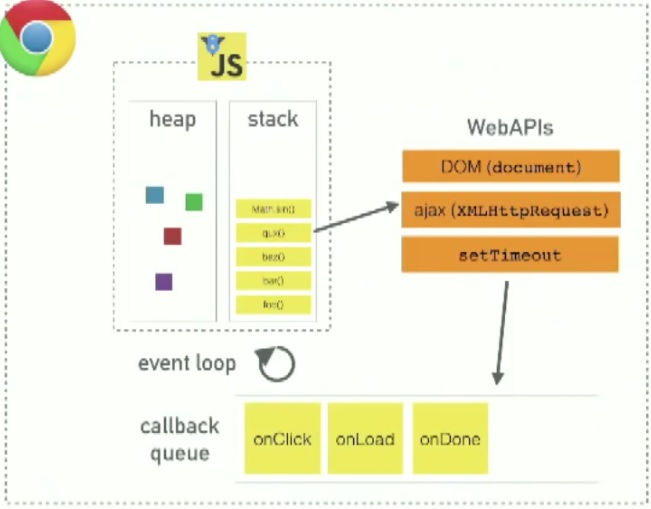 JS
heap
stack
Math.sin()
qux()
baz()
bar()
foo()
WebAPIs
DOM (document)
ajax (XMLHttpRequest)
setTimeout
event loop
callback
queue
onClick
onLoad
onDone